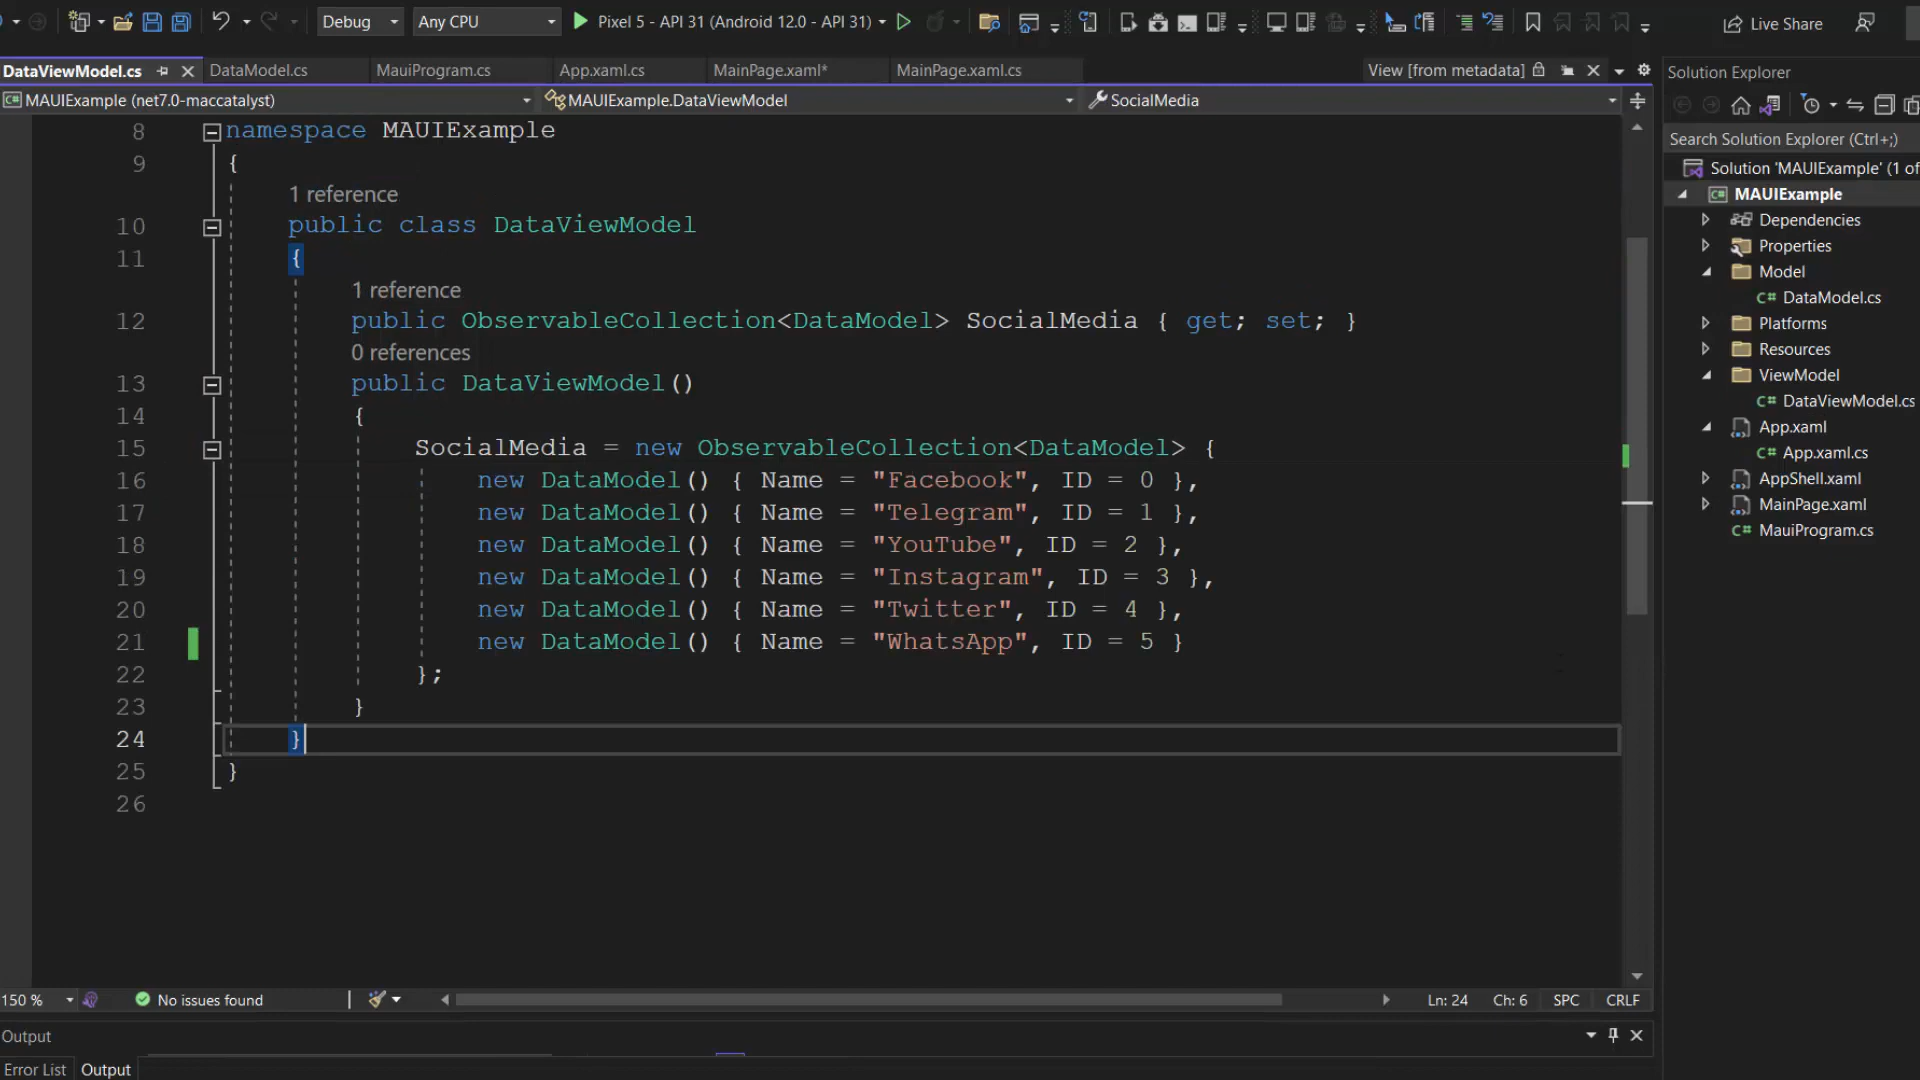 Debug Any CPU Pixel 5 - API 31 (Android 12.0 - API 31) Live Share
DataViewModel.cs DataModel.cs MauiProgram.cs App.xaml.cs MainPage.xaml* MainPage.xaml.cs View [from metadata]
MAUIExample (net7.0-maccatalyst) MAUIExample.DataViewModel SocialMedia
8 namespace MAUIExample
9 {
1 reference
10 public class DataViewModel
11 {
1 reference
12 public ObservableCollection<DataModel> SocialMedia { get; set; }
0 references
13 public DataViewModel()
14 {
15 SocialMedia = new ObservableCollection<DataModel> {
16 new DataModel() { Name = "Facebook", ID = 0 },
17 new DataModel() { Name = "Telegram", ID = 1 },
18 new DataModel() { Name = "YouTube", ID = 2 },
19 new DataModel() { Name = "Instagram", ID = 3 },
20 new DataModel() { Name = "Twitter", ID = 4 },
21 new DataModel() { Name = "WhatsApp", ID = 5 }
22 };
23 }
24 }
25 }
26
150 % No issues found Ln: 24 Ch: 6 SPC CRLF
Output
Error List Output
Solution Explorer
Search Solution Explorer (Ctrl+;)
Solution 'MAUIExample' (1 of
MAUIExample
Dependencies
Properties
Model
C# DataModel.cs
Platforms
Resources
ViewModel
C# DataViewModel.cs
App.xaml
C# App.xaml.cs
AppShell.xaml
MainPage.xaml
C# MauiProgram.cs